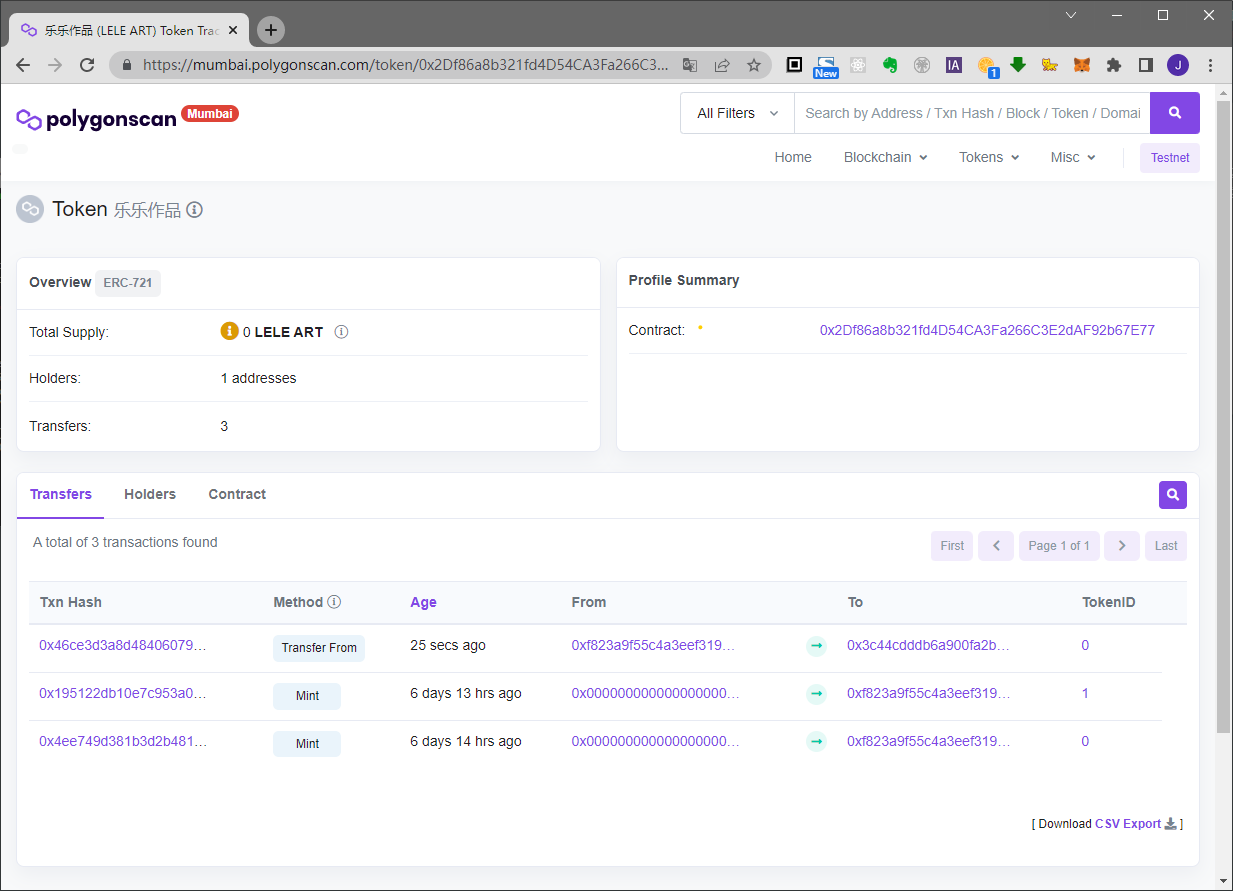 乐乐作品 (LELE ART) Token Trac
https://mumbai.polygonscan.com/token/0x2Df86a8b321fd4D54CA3Fa266C3...
New
IA
1
J
polygonscan Mumbai
All Filters
Search by Address / Txn Hash / Block / Token / Domai
Home Blockchain Tokens Misc Testnet
Token 乐乐作品
Overview ERC-721
Total Supply: 0 LELE ART
Holders: 1 addresses
Transfers: 3
Profile Summary
Contract: 0x2Df86a8b321fd4D54CA3Fa266C3E2dAF92b67E77
Transfers Holders Contract
A total of 3 transactions found
First Page 1 of 1 Last
Txn Hash Method Age From To TokenID
0x46ce3d3a8d48406079... Transfer From 25 secs ago 0xf823a9f55c4a3eef319... 0x3c44cdddb6a900fa2b... 0
0x195122db10e7c953a0... Mint 6 days 13 hrs ago 0x000000000000000000... 0xf823a9f55c4a3eef319... 1
0x4ee749d381b3d2b481... Mint 6 days 14 hrs ago 0x000000000000000000... 0xf823a9f55c4a3eef319... 0
[ Download CSV Export ]